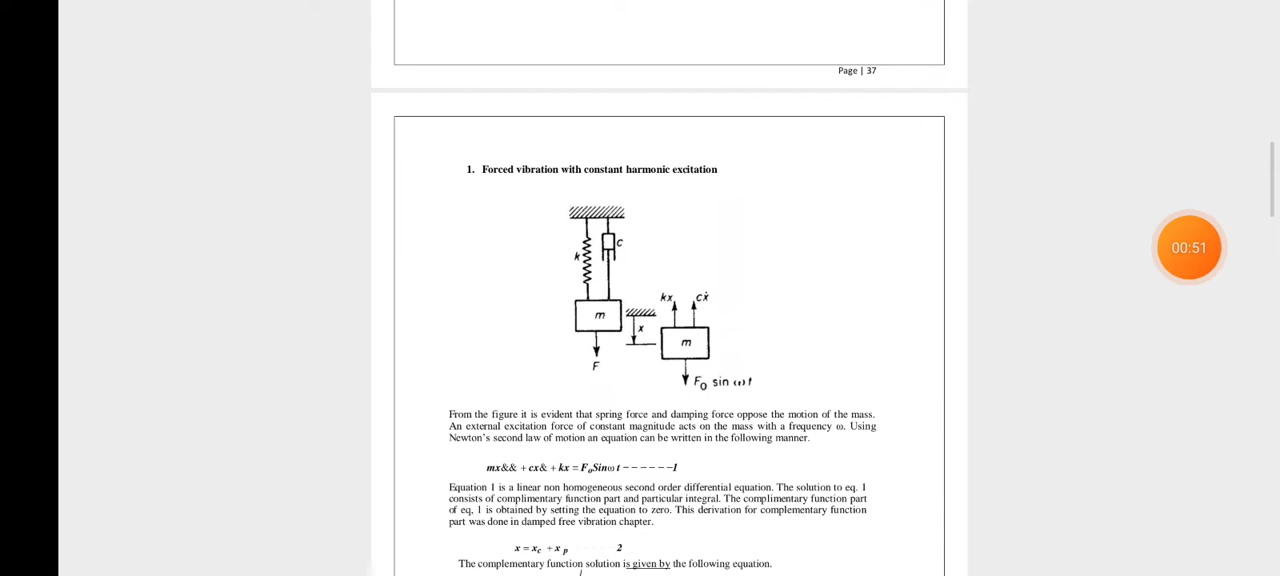 Page | 37
1. Forced vibration with constant harmonic excitation
c
k
kx
cẋ
m
x
m
F
F₀ sin ωt
From the figure it is evident that spring force and damping force oppose the motion of the mass.
An external excitation force of constant magnitude acts on the mass with a frequency ω. Using
Newton's second law of motion an equation can be written in the following manner.
mx&& + cx& + kx = FₒSinω t − − − − − −1
Equation 1 is a linear non homogeneous second order differential equation. The solution to eq. 1
consists of complimentary function part and particular integral. The complimentary function part
of eq, 1 is obtained by setting the equation to zero. This derivation for complementary function
part was done in damped free vibration chapter.
x = x_c + x_p 2
The complementary function solution is given by the following equation.
00:51